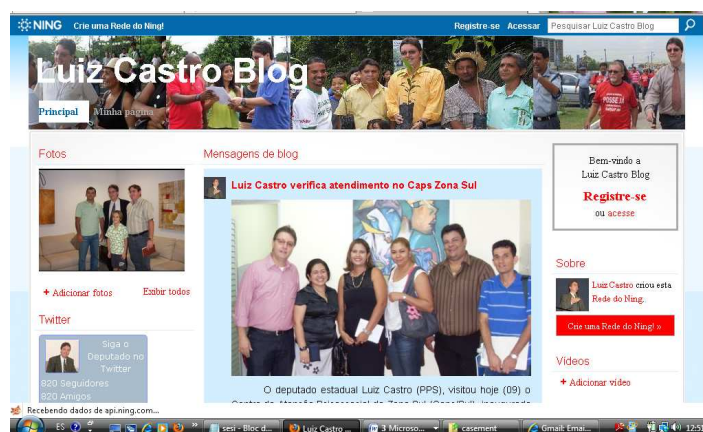 NING Crie uma Rede do Ning! Registre-se Acessar Pesquisar Luiz Castro Blog
Luiz Castro Blog
Principal Minha página
Fotos
+ Adicionar fotos Exibir todos
Twitter
Siga o
Deputado no
Twitter
820 Seguidores
820 Amigos
Mensagens de blog
Luiz Castro verifica atendimento no Caps Zona Sul
O deputado estadual Luiz Castro (PPS), visitou hoje (09) o
Bem-vindo a
Luiz Castro Blog
Registre-se
ou acesse
Sobre
Luiz Castro criou esta
Rede do Ning.
Crie uma Rede do Ning! »
Vídeos
+ Adicionar vídeo
Recebendo dados de api.ning.com...
ES sesi - Bloc d... Luiz Castro ... 3 Microso... casement Gmail: Emai... 12:51